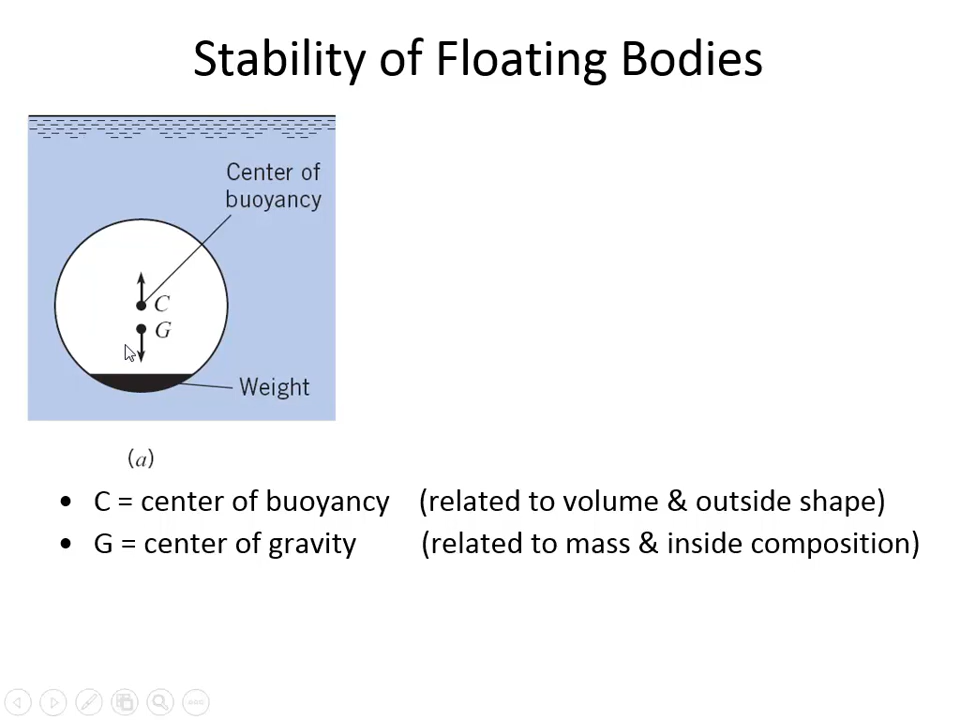 Stability of Floating Bodies
Center of
buoyancy
C
G
Weight
(a)
• C = center of buoyancy (related to volume & outside shape)
• G = center of gravity (related to mass & inside composition)